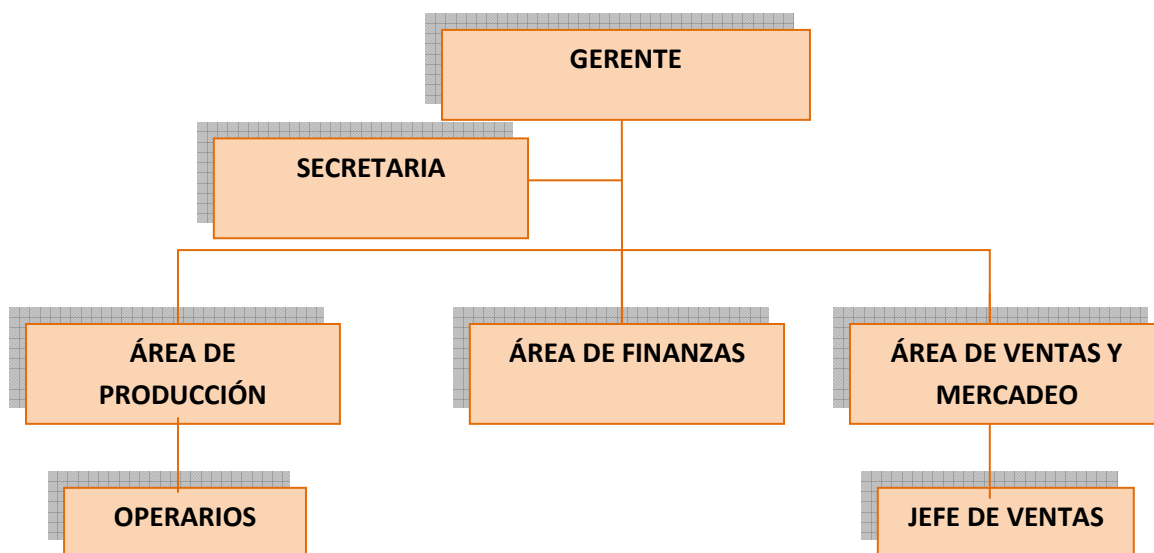 GERENTE
SECRETARIA
ÁREA DE
PRODUCCIÓN
ÁREA DE FINANZAS
ÁREA DE VENTAS Y
MERCADEO
OPERARIOS
JEFE DE VENTAS